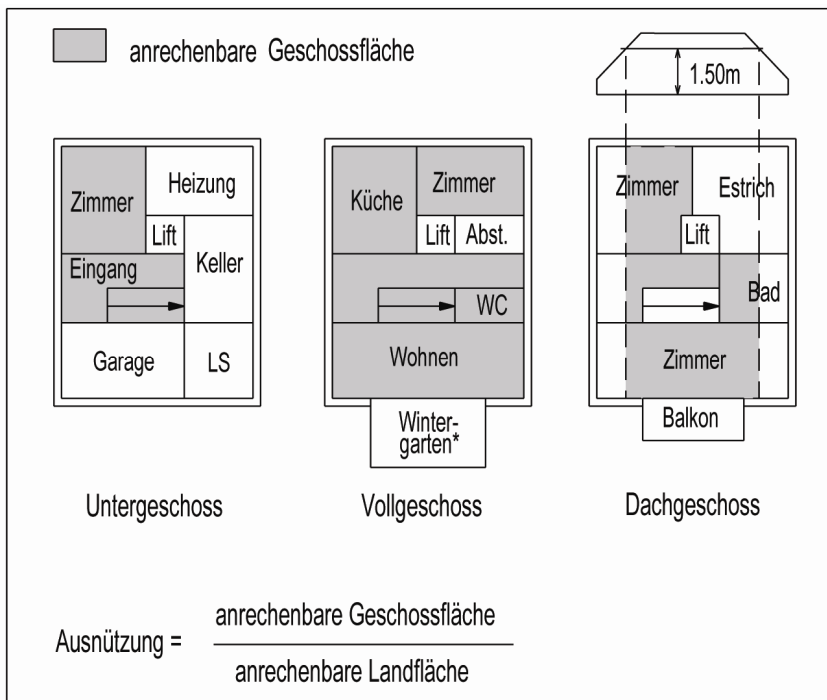 anrechenbare Geschossfläche
1.50m
Zimmer
Heizung
Lift
Keller
Eingang
Garage
LS
Küche
Zimmer
Lift
Abst.
WC
Wohnen
Winter-
garten*
Zimmer
Estrich
Lift
Bad
Zimmer
Balkon
Untergeschoss
Vollgeschoss
Dachgeschoss
Ausnützung =
anrechenbare Geschossfläche
anrechenbare Landfläche